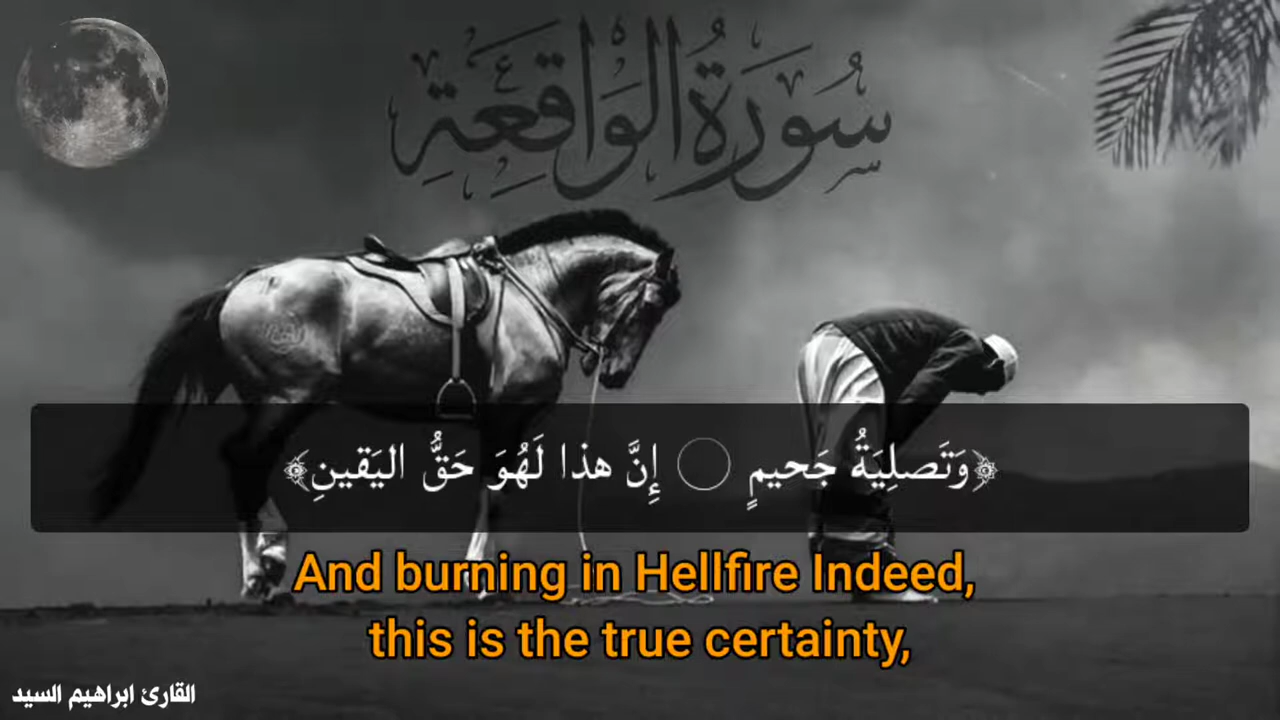 سُورَةُ الوَاقِعَةِ
﴿وَتَصلِيَةُ جَحيمٍ ۝ إِنَّ هذا لَهُوَ حَقُّ اليَقينِ﴾
And burning in Hellfire Indeed,
this is the true certainty,
القارئ ابراهيم السيد